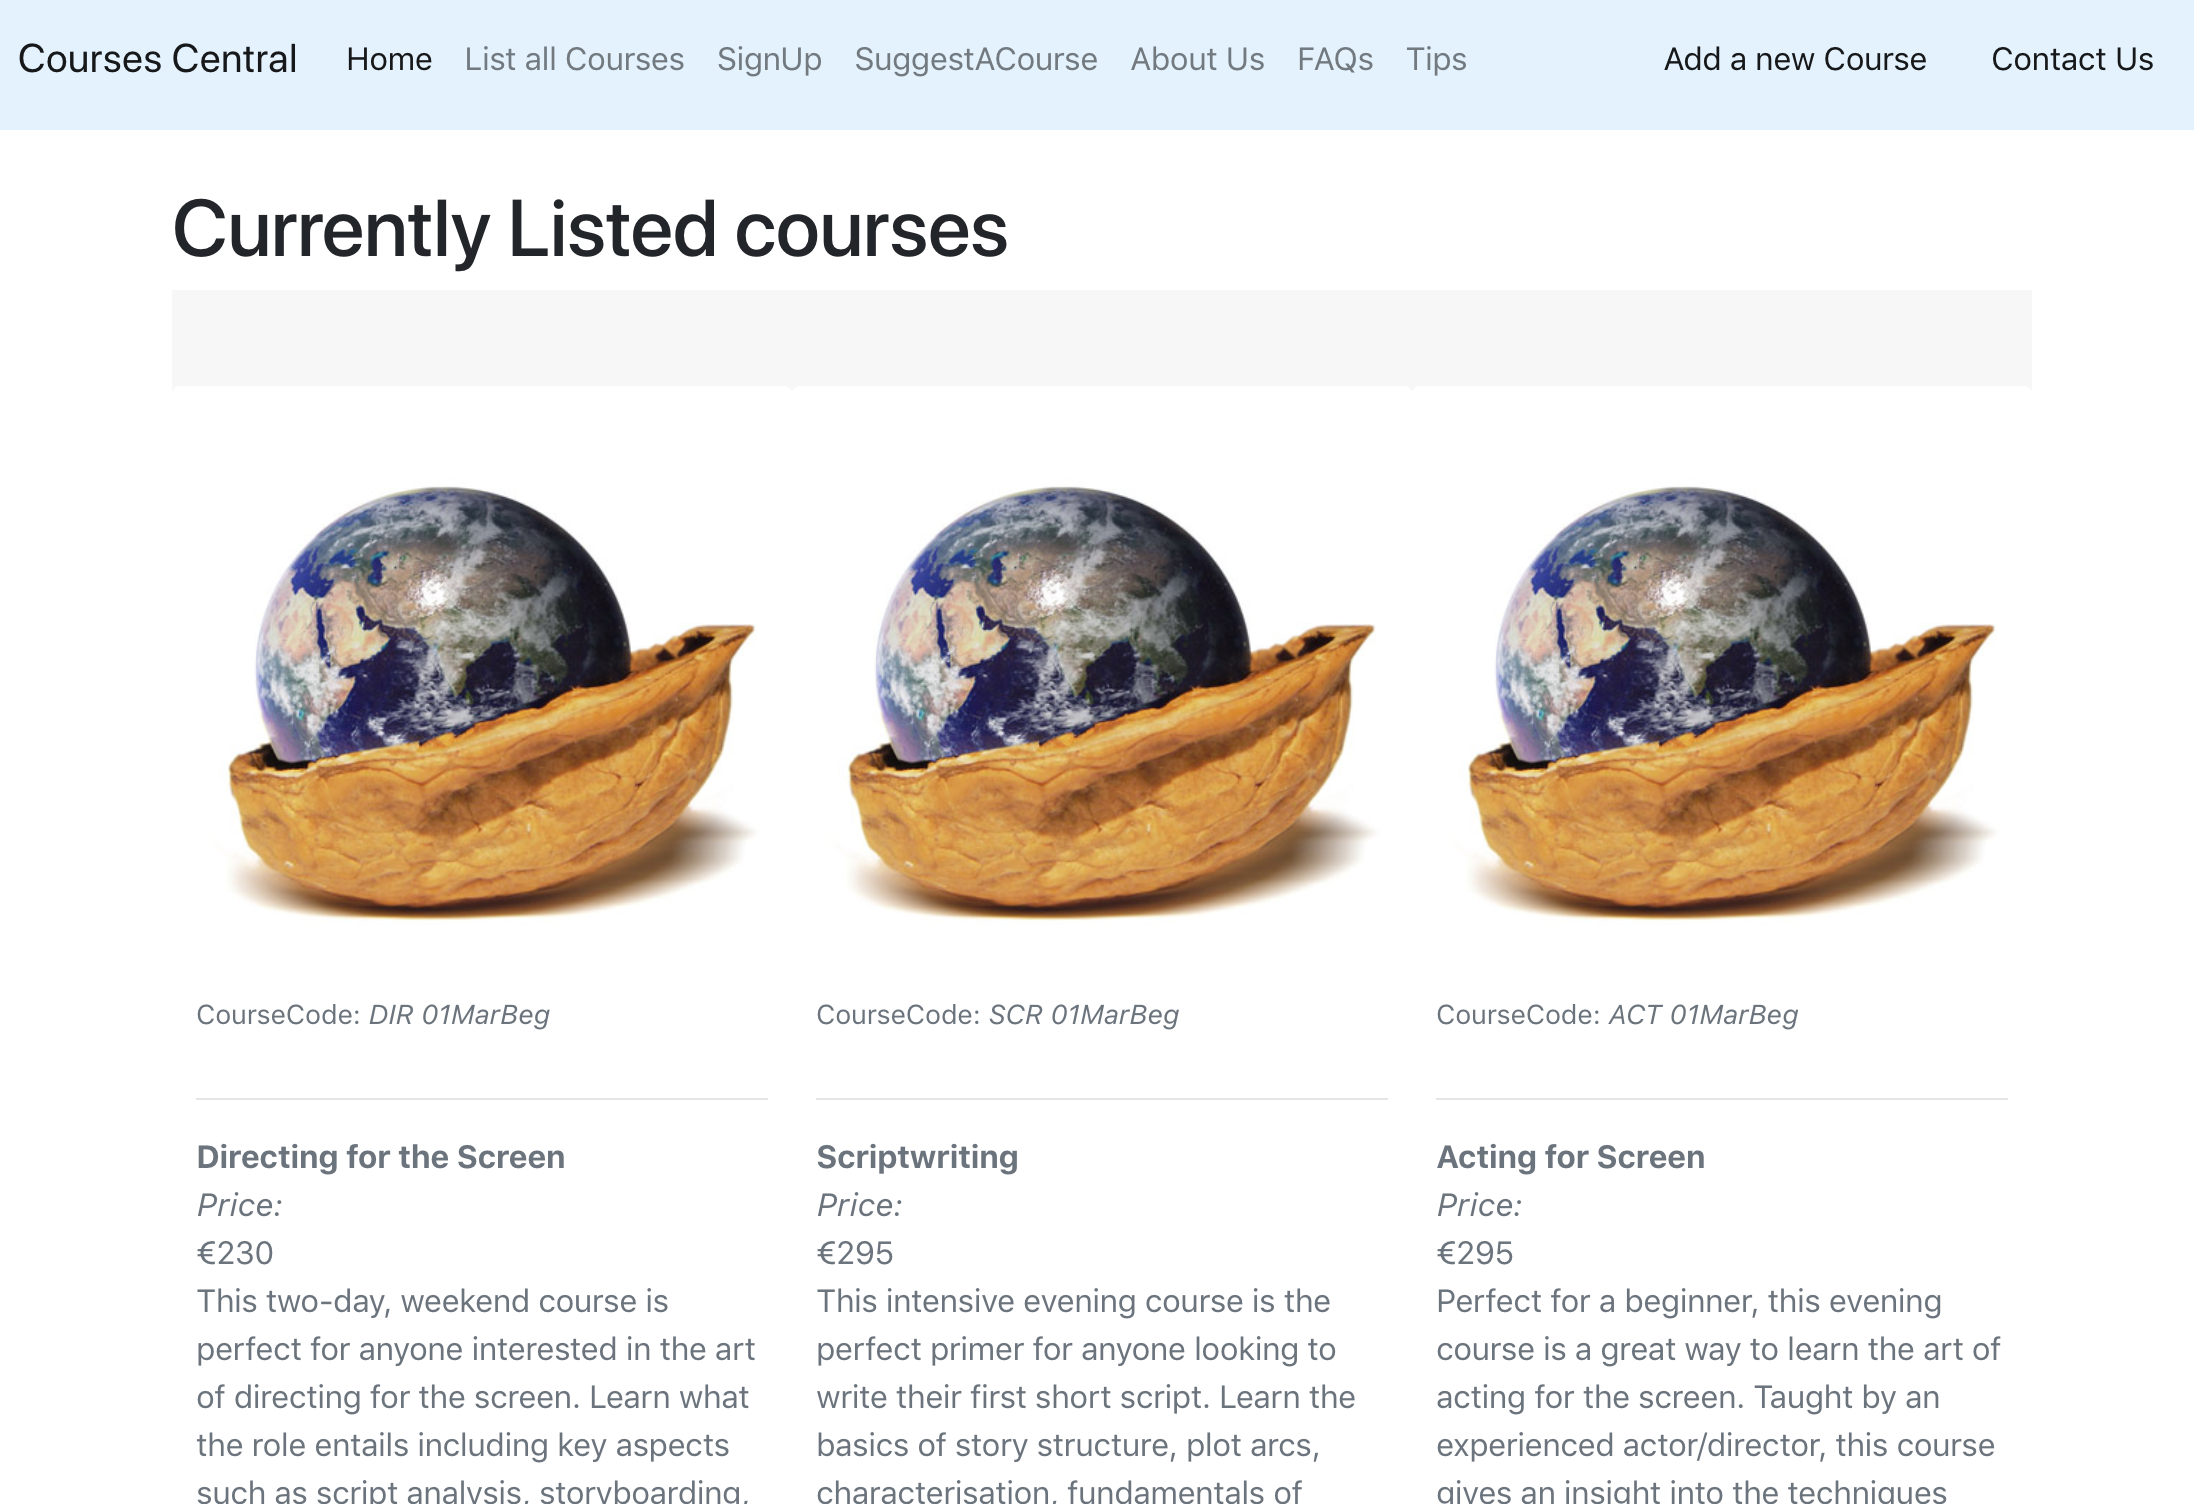 Courses Central Home List all Courses SignUp SuggestACourse About Us FAQs Tips Add a new Course Contact Us
Currently Listed courses
CourseCode: DIR 01MarBeg
Directing for the Screen
Price:
€230
This two-day, weekend course is
perfect for anyone interested in the art
of directing for the screen. Learn what
the role entails including key aspects
such as script analysis, storyboarding,
CourseCode: SCR 01MarBeg
Scriptwriting
Price:
€295
This intensive evening course is the
perfect primer for anyone looking to
write their first short script. Learn the
basics of story structure, plot arcs,
characterisation, fundamentals of
CourseCode: ACT 01MarBeg
Acting for Screen
Price:
€295
Perfect for a beginner, this evening
course is a great way to learn the art of
acting for the screen. Taught by an
experienced actor/director, this course
gives an insight into the techniques